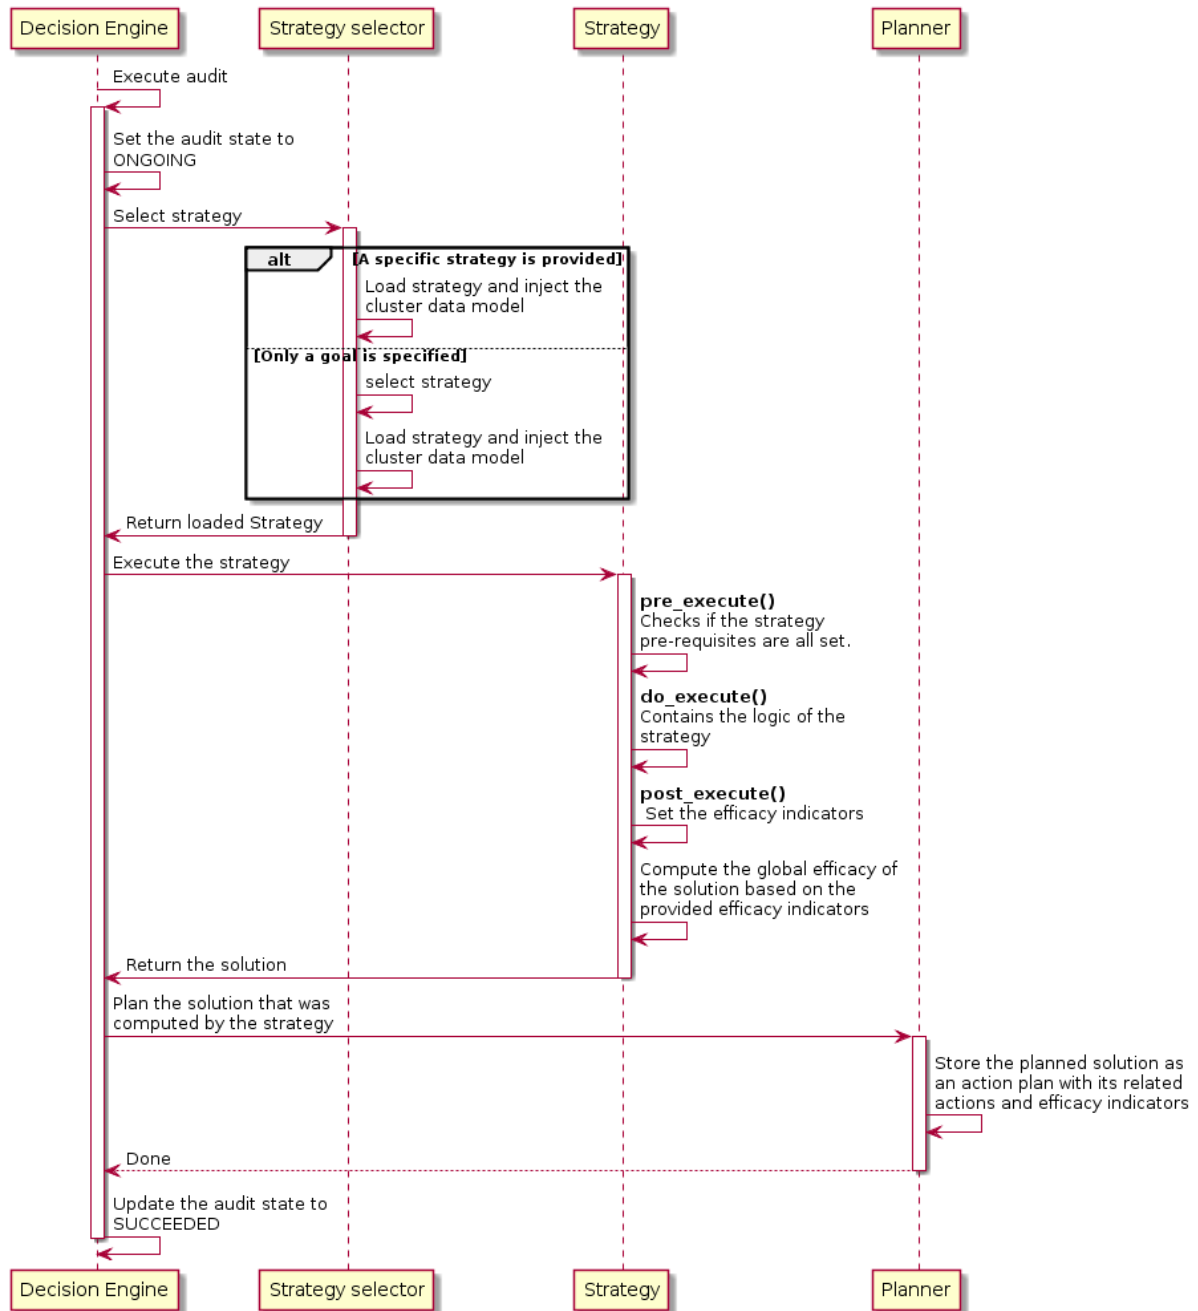 Decision Engine
Strategy selector
Strategy
Planner
Execute audit
Set the audit state to
ONGOING
Select strategy
alt
[A specific strategy is provided]
Load strategy and inject the
cluster data model
[Only a goal is specified]
select strategy
Load strategy and inject the
cluster data model
Return loaded Strategy
Execute the strategy
pre_execute()
Checks if the strategy
pre-requisites are all set.
do_execute()
Contains the logic of the
strategy
post_execute()
Set the efficacy indicators
Compute the global efficacy of
the solution based on the
provided efficacy indicators
Return the solution
Plan the solution that was
computed by the strategy
Store the planned solution as
an action plan with its related
actions and efficacy indicators
Done
Update the audit state to
SUCCEEDED
Decision Engine
Strategy selector
Strategy
Planner